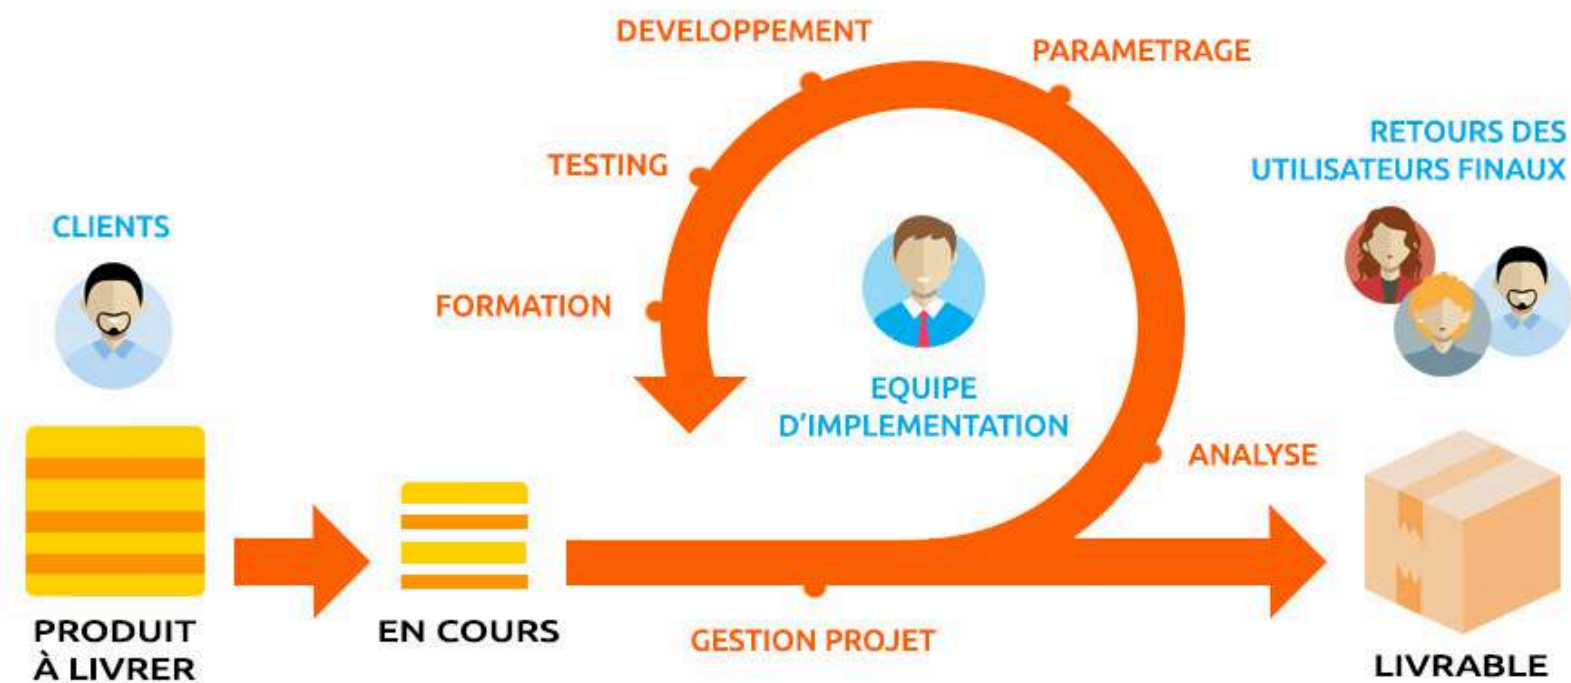 DEVELOPPEMENT
PARAMETRAGE
RETOURS DES
UTILISATEURS FINAUX
TESTING
CLIENTS
FORMATION
EQUIPE
D'IMPLEMENTATION
ANALYSE
PRODUIT
À LIVRER
EN COURS
GESTION PROJET
LIVRABLE